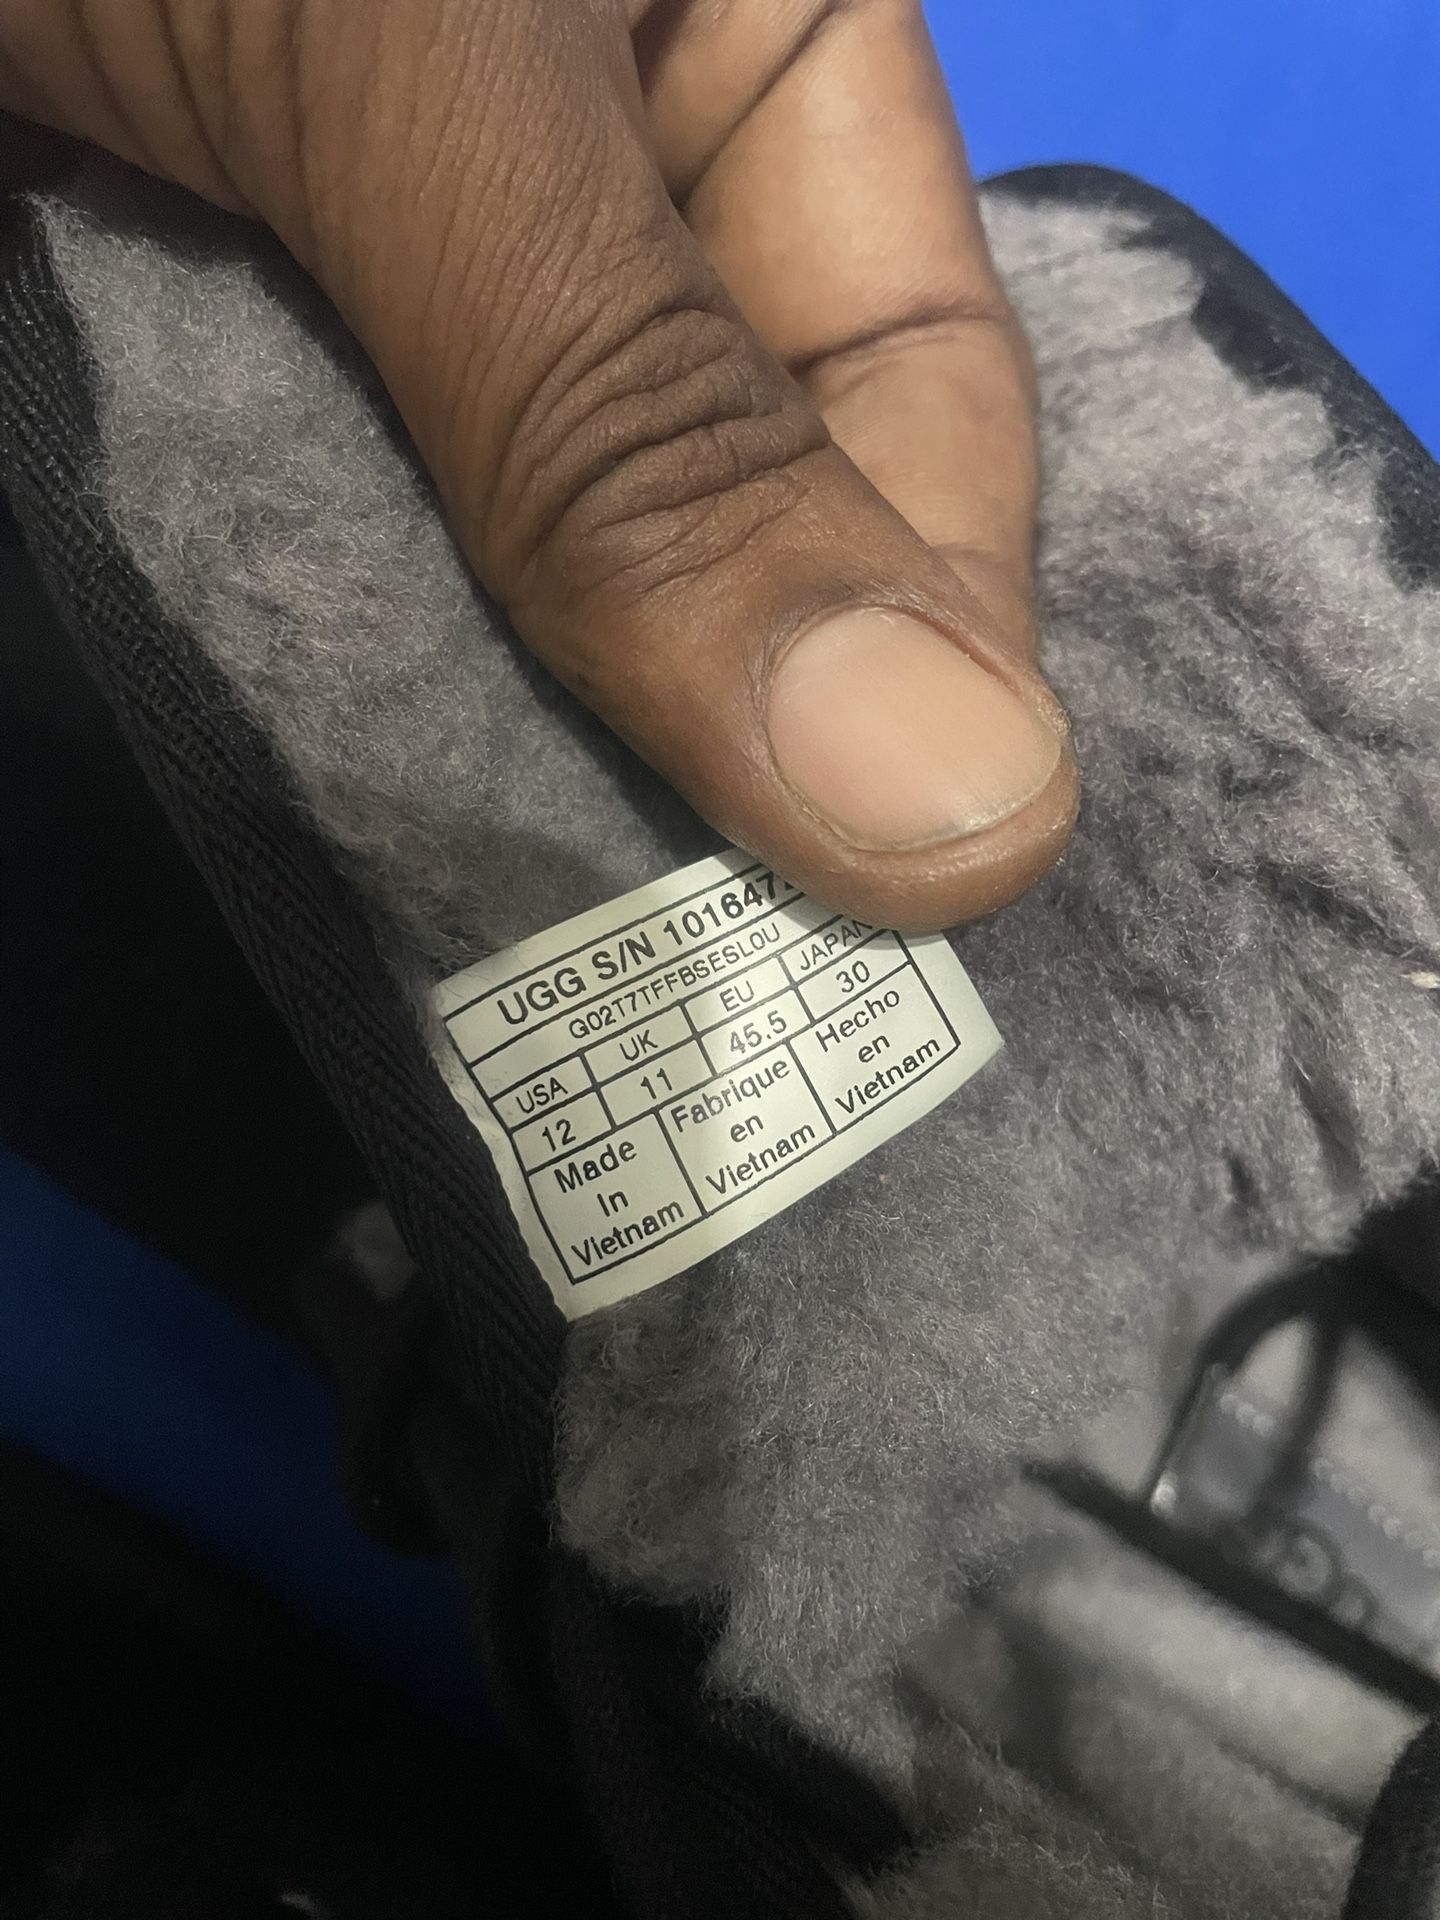 UGG S/N 101647
G02T7TFFBSESL0U
USA UK EU JAPAN
12 11 45.5 30
Made
In
Vietnam
Fabrique
en
Vietnam
Hecho
en
Vietnam